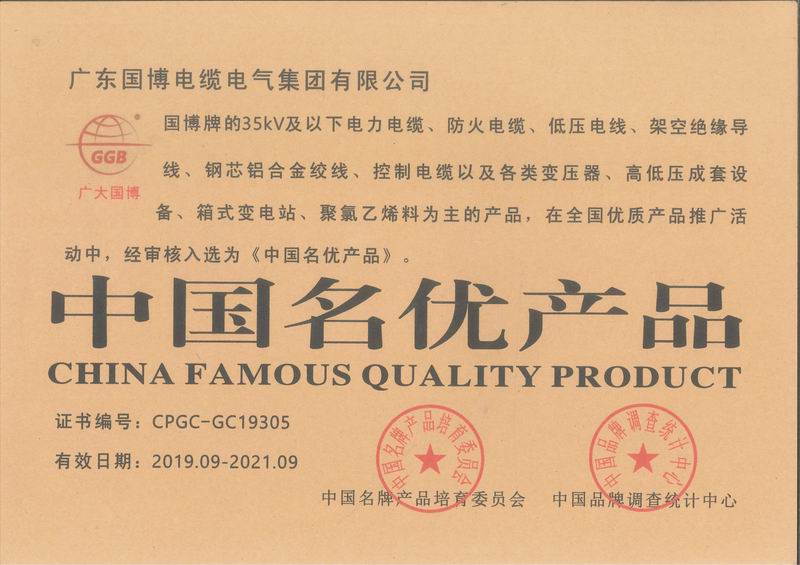 广东国博电缆电气集团有限公司
GGB
广大国博
国博牌的35kV及以下电力电缆、防火电缆、低压电线、架空绝缘导
线、钢芯铝合金绞线、控制电缆以及各类变压器、高低压成套设
备、箱式变电站、聚氯乙烯料为主的产品，在全国优质产品推广活
动中，经审核入选为《中国名优产品》。
中国名优产品
CHINA FAMOUS QUALITY PRODUCT
证书编号：CPGC-GC19305
有效日期：2019.09-2021.09
中国名牌产品培育委员会
中国品牌调查统计中心
中国名牌产品培育委员会
中国品牌调查统计中心